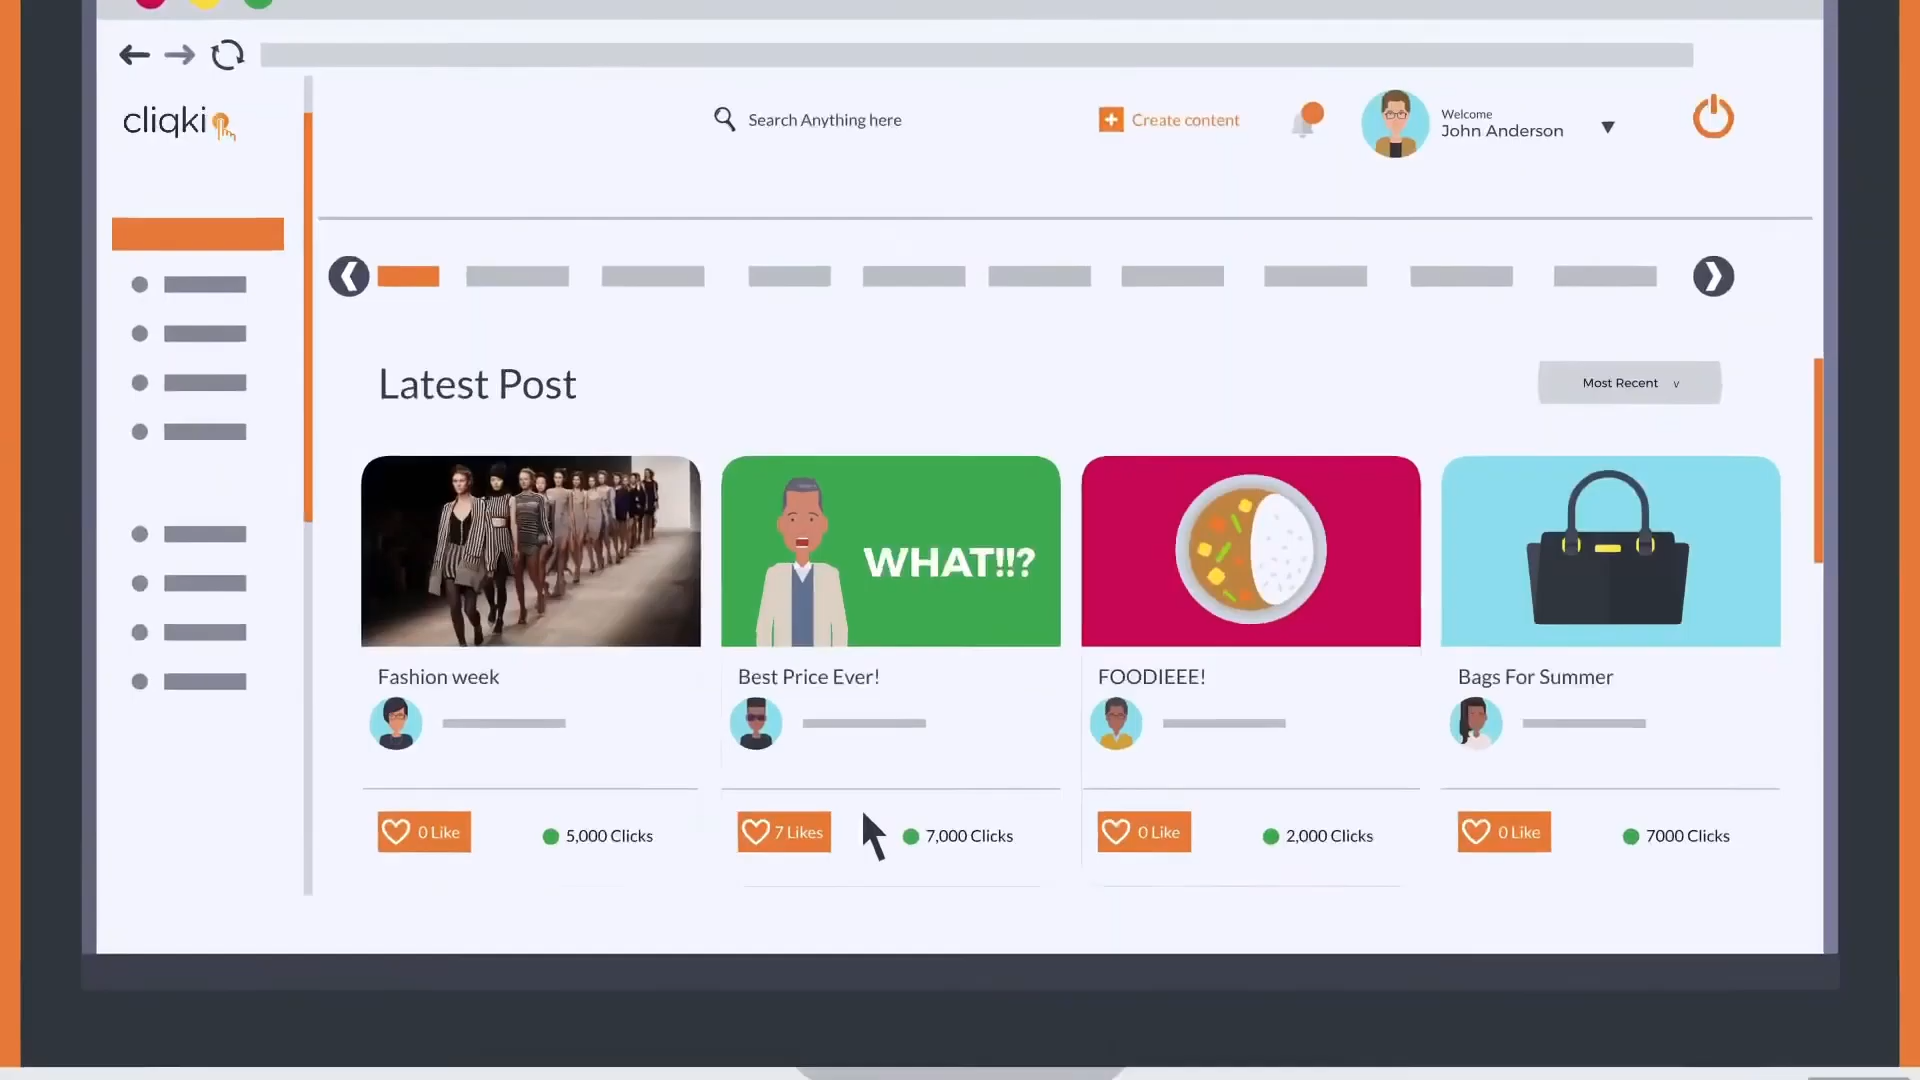 cliqki
Search Anything here
Create content
Welcome
John Anderson
Latest Post
Most Recent
WHAT!!?
Fashion week
Best Price Ever!
FOODIEEE!
Bags For Summer
0 Like
5,000 Clicks
7 Likes
7,000 Clicks
0 Like
2,000 Clicks
0 Like
7000 Clicks